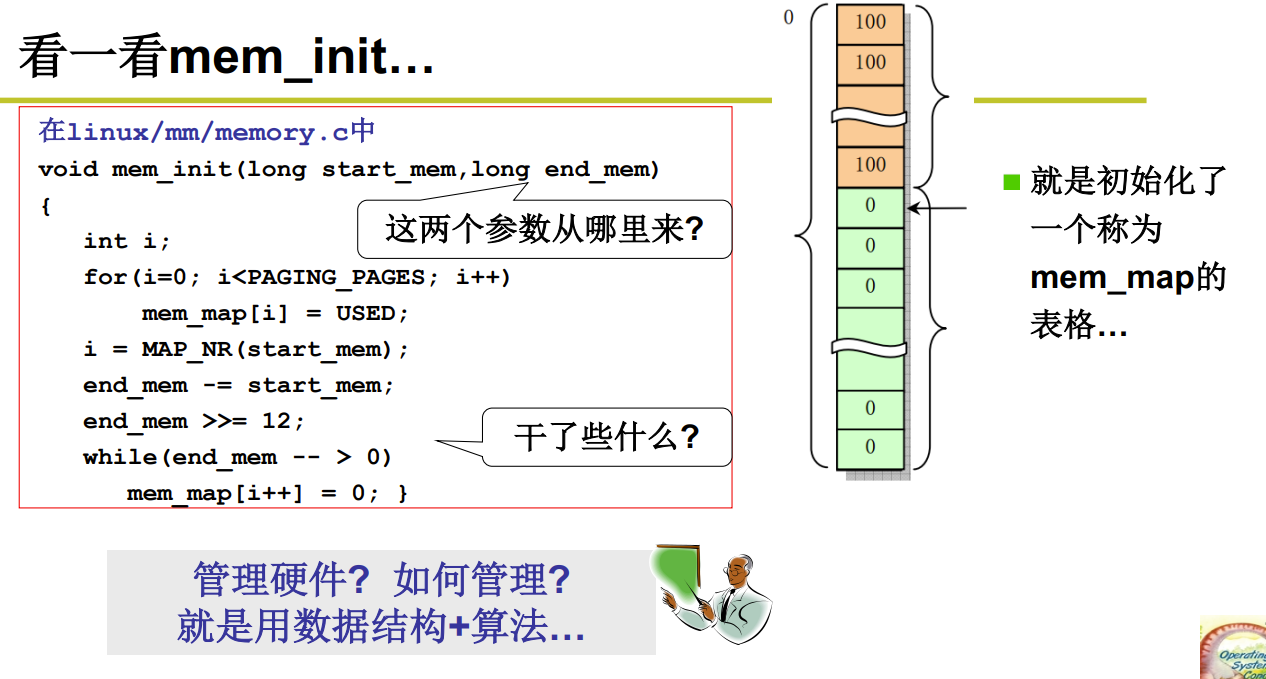 看一看mem_init…
在linux/mm/memory.c中
void mem_init(long start_mem,long end_mem)
{
这两个参数从哪里来?
int i;
for(i=0; i<PAGING_PAGES; i++)
mem_map[i] = USED;
i = MAP_NR(start_mem);
end_mem -= start_mem;
end_mem >>= 12;
干了些什么?
while(end_mem -- > 0)
mem_map[i++] = 0; }
管理硬件? 如何管理?
就是用数据结构+算法…
0
100
100
100
0
0
0
0
0
就是初始化了
一个称为
mem_map的
表格…
Operating